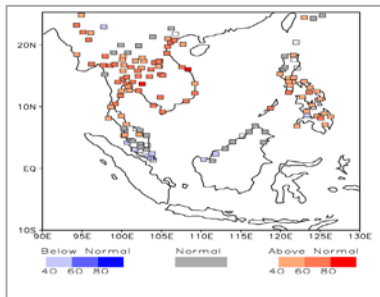 20N
10N
EQ
10S
90E 95E 100E 105E 110E 115E 120E 125E 130E
Below Normal Normal Above Normal
40 60 80 40 60 80